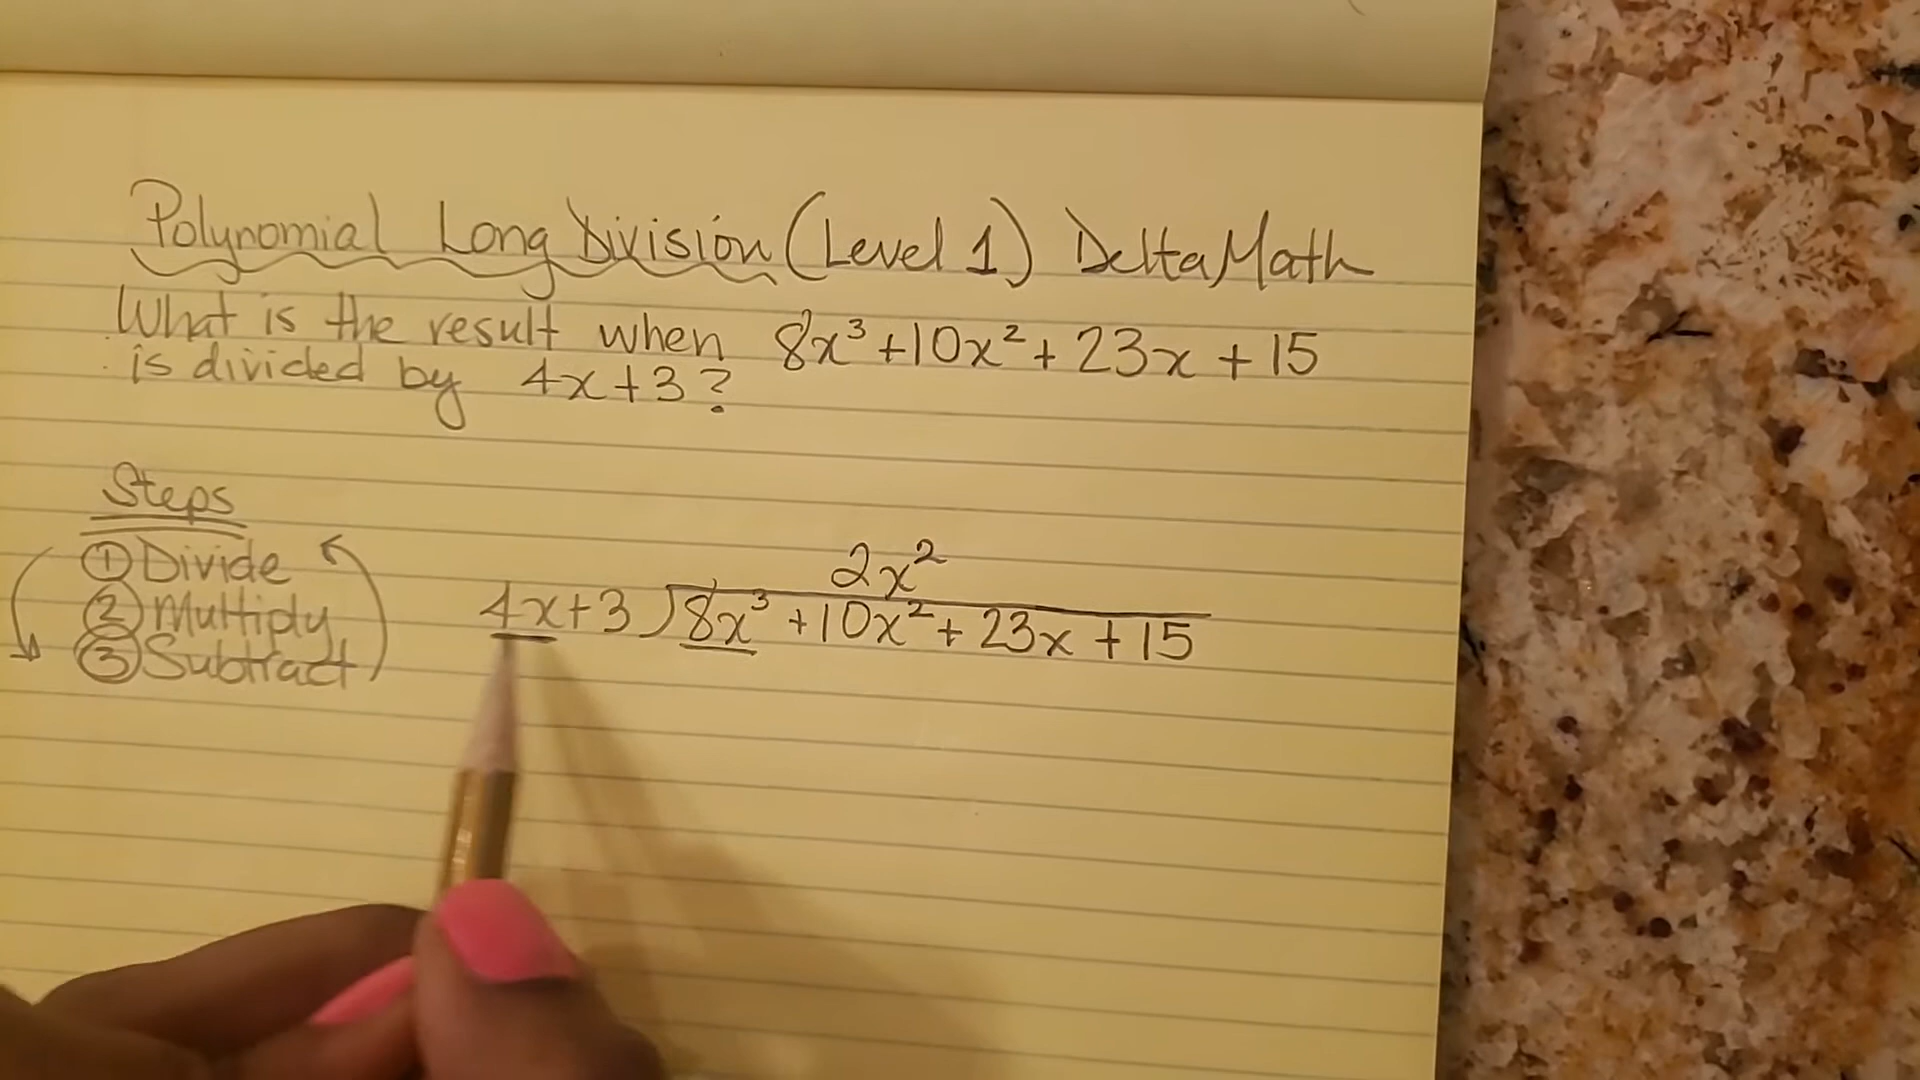 Polynomial Long Division (Level 1) DeltaMath
What is the result when 8x³+10x²+23x+15
is divided by 4x+3?
Steps
① Divide
② Multiply
③ Subtract
2x²
4x+3 ) 8x³+10x²+23x+15